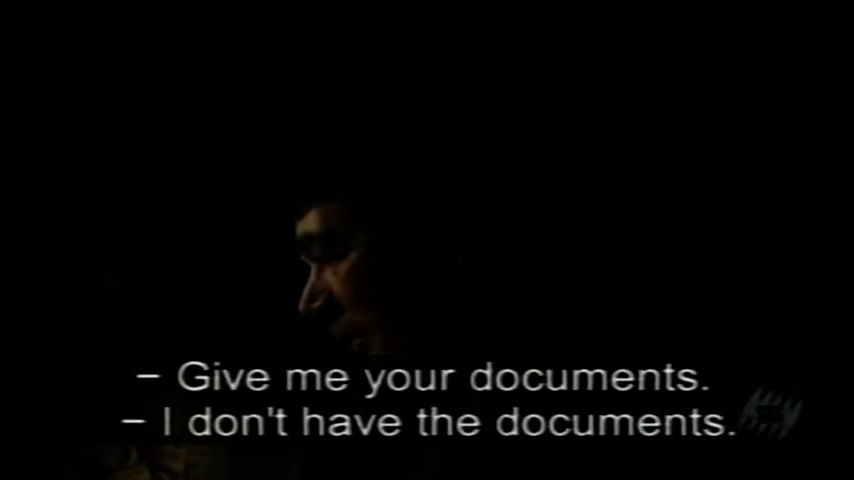 – Give me your documents.
– I don't have the documents.